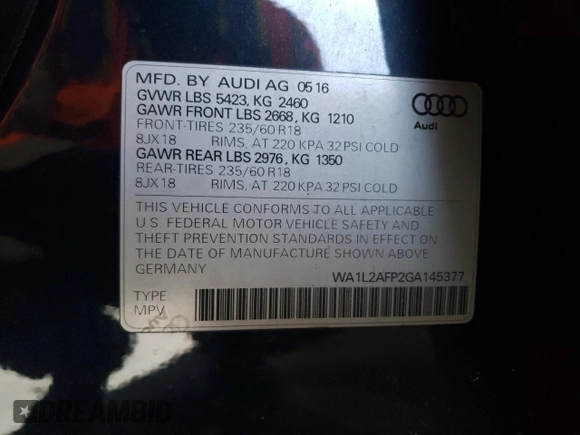 MFD. BY AUDI AG 05 16
GVWR LBS 5423, KG 2460
GAWR FRONT LBS 2668, KG 1210
FRONT-TIRES 235/60 R18
8JX18 RIMS, AT 220 KPA 32 PSI COLD
GAWR REAR LBS 2976, KG 1350
REAR-TIRES 235/60 R18
8JX18 RIMS, AT 220 KPA 32 PSI COLD
Audi
THIS VEHICLE CONFORMS TO ALL APPLICABLE
U.S. FEDERAL MOTOR VEHICLE SAFETY AND
THEFT PREVENTION STANDARDS IN EFFECT ON
THE DATE OF MANUFACTURE SHOWN ABOVE
GERMANY WA1L2AFP2GA145377
TYPE:
MPV
DREAMBID